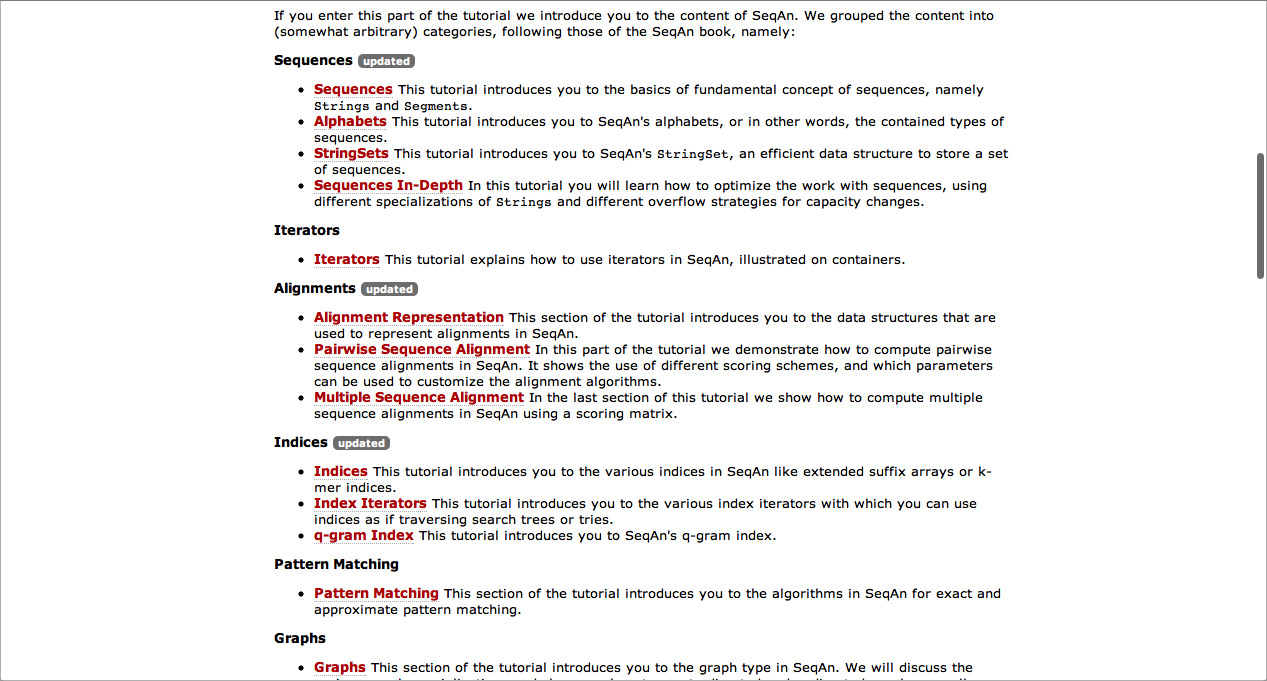 If you enter this part of the tutorial we introduce you to the content of SeqAn. We grouped the content into
(somewhat arbitrary) categories, following those of the SeqAn book, namely:
Sequences updated
• Sequences This tutorial introduces you to the basics of fundamental concept of sequences, namely
Strings and Segments.
• Alphabets This tutorial introduces you to SeqAn's alphabets, or in other words, the contained types of
sequences.
• StringSets This tutorial introduces you to SeqAn's StringSet, an efficient data structure to store a set
of sequences.
• Sequences In-Depth In this tutorial you will learn how to optimize the work with sequences, using
different specializations of Strings and different overflow strategies for capacity changes.
Iterators
• Iterators This tutorial explains how to use iterators in SeqAn, illustrated on containers.
Alignments updated
• Alignment Representation This section of the tutorial introduces you to the data structures that are
used to represent alignments in SeqAn.
• Pairwise Sequence Alignment In this part of the tutorial we demonstrate how to compute pairwise
sequence alignments in SeqAn. It shows the use of different scoring schemes, and which parameters
can be used to customize the alignment algorithms.
• Multiple Sequence Alignment In the last section of this tutorial we show how to compute multiple
sequence alignments in SeqAn using a scoring matrix.
Indices updated
• Indices This tutorial introduces you to the various indices in SeqAn like extended suffix arrays or k-
mer indices.
• Index Iterators This tutorial introduces you to the various index iterators with which you can use
indices as if traversing search trees or tries.
• q-gram Index This tutorial introduces you to SeqAn's q-gram index.
Pattern Matching
• Pattern Matching This section of the tutorial introduces you to the algorithms in SeqAn for exact and
approximate pattern matching.
Graphs
• Graphs This section of the tutorial introduces you to the graph type in SeqAn. We will discuss the